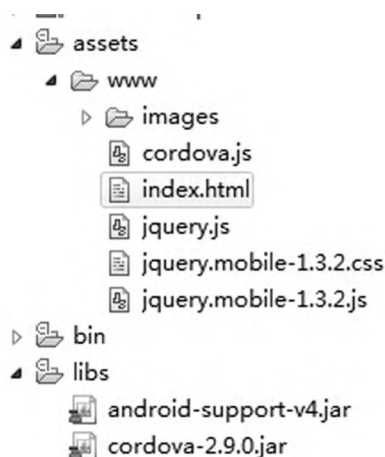 assets
www
images
cordova.js
index.html
jquery.js
jquery.mobile-1.3.2.css
jquery.mobile-1.3.2.js
bin
libs
android-support-v4.jar
cordova-2.9.0.jar